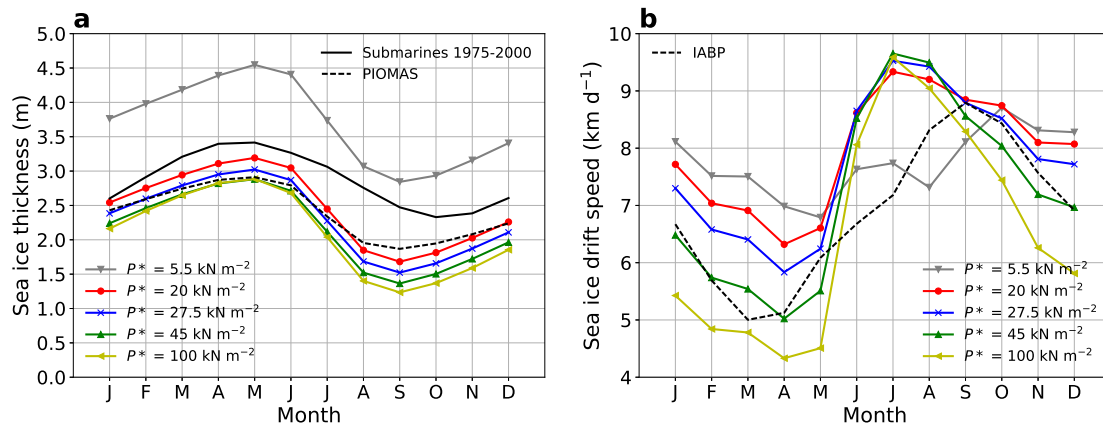 a
Sea ice thickness (m)
5.0
4.5
4.0
3.5
3.0
2.5
2.0
1.5
1.0
0.5
0.0
Submarines 1975-2000
PIOMAS
P* = 5.5 kN m⁻²
P* = 20 kN m⁻²
P* = 27.5 kN m⁻²
P* = 45 kN m⁻²
P* = 100 kN m⁻²
J F M A M J J A S O N D
Month
b
Sea ice drift speed (km d⁻¹)
10
9
8
7
6
5
4
IABP
P* = 5.5 kN m⁻²
P* = 20 kN m⁻²
P* = 27.5 kN m⁻²
P* = 45 kN m⁻²
P* = 100 kN m⁻²
J F M A M J J A S O N D
Month